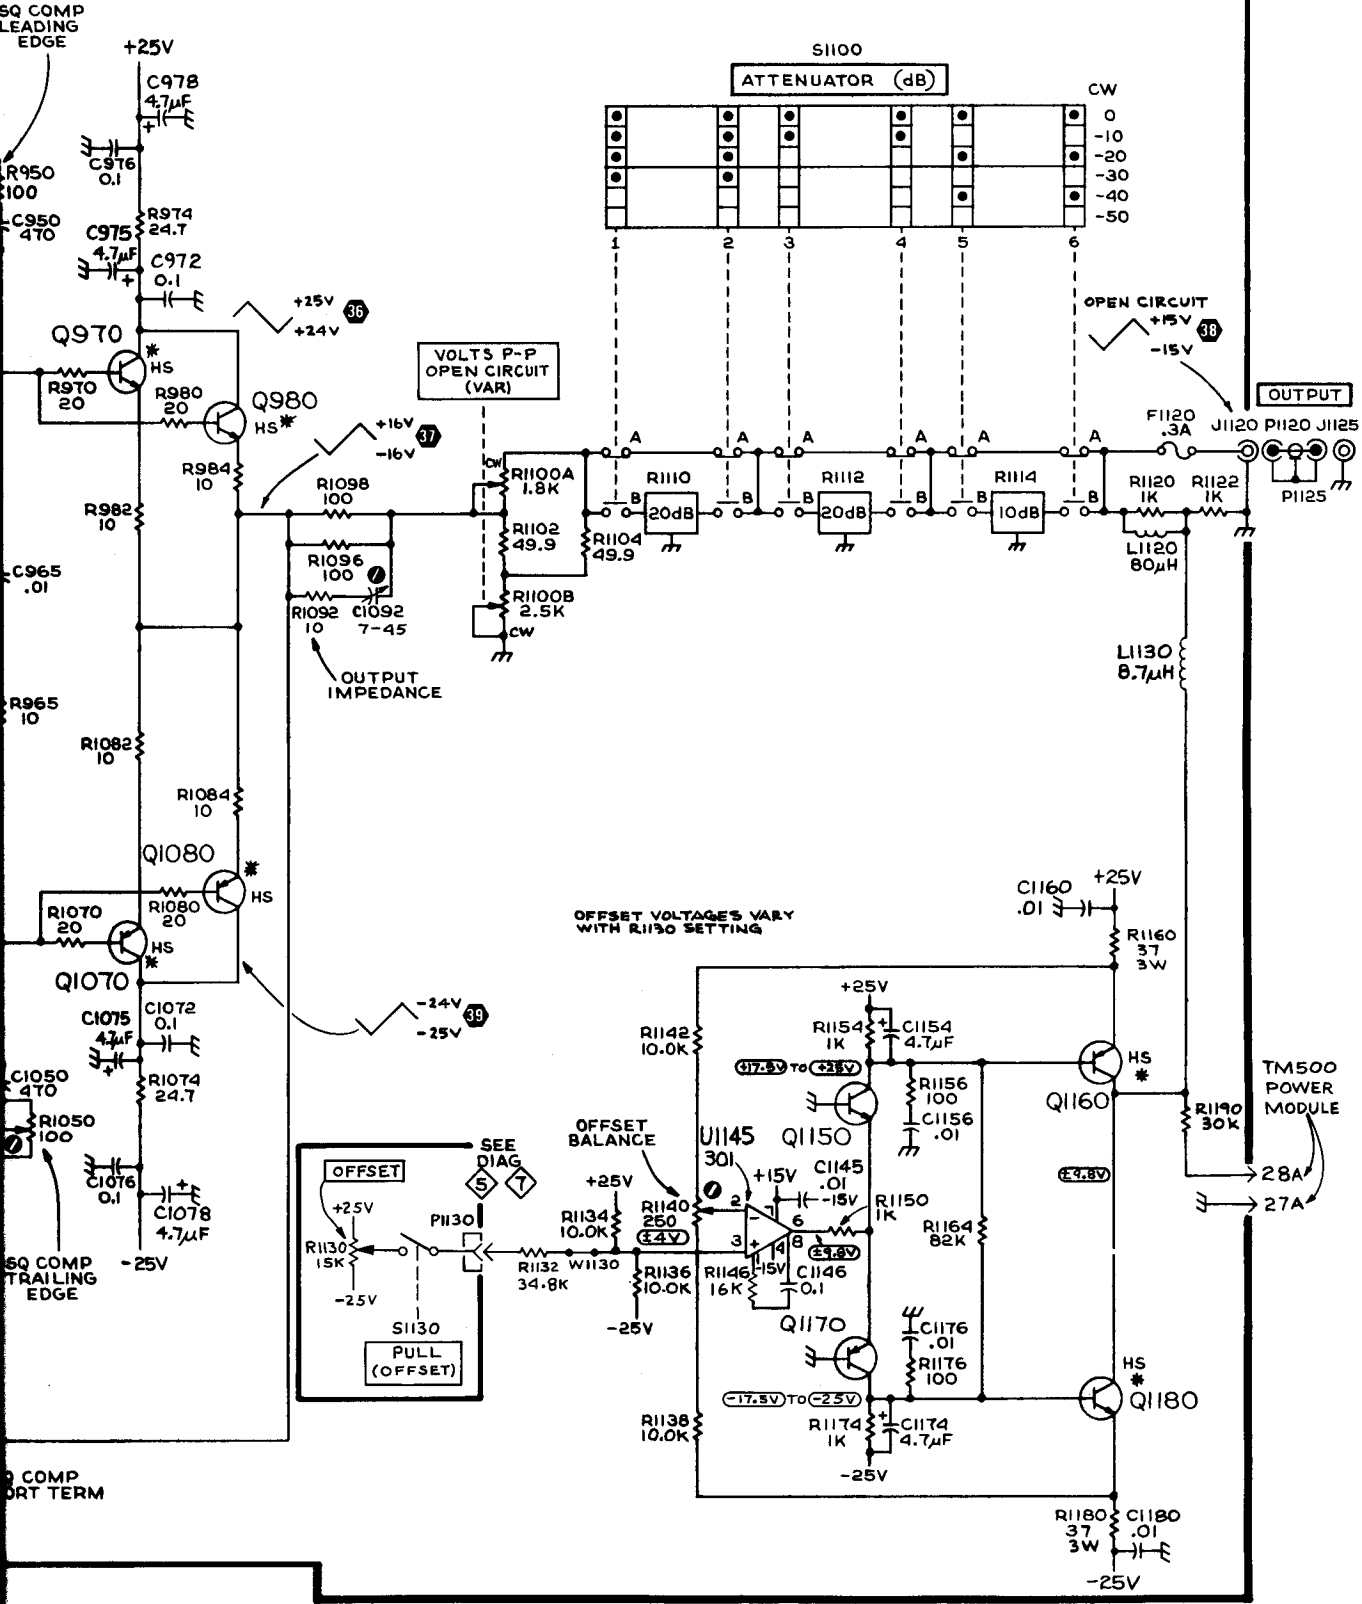 SQ COMP
LEADING
EDGE
+25V
C978
4.7µF
+
C976
0.1
R950
100
C950
470
R974
24.7
C975
4.7µF
+
C972
0.1
+25V
+24V
36
Q970
*
HS
R970
20
R980
20
Q980
HS*
+16V
-16V
37
R984
10
R982
10
C965
.01
R965
10
R1082
10
R1084
10
R1098
100
R1096
100
R1092
10
C1092
7-45
OUTPUT
IMPEDANCE
VOLTS P-P
OPEN CIRCUIT
(VAR)
CW
R1100A
1.8K
R1102
49.9
R1104
49.9
R1100B
2.5K
CW
S1100
ATTENUATOR (dB)
CW
0
-10
-20
-30
-40
-50
1
2
3
4
5
6
OPEN CIRCUIT
+15V
-15V
38
A
A
A
A
A
A
B
B
B
B
B
B
R1110
20dB
R1112
20dB
R1114
10dB
F1120
.3A
OUTPUT
J1120 P1120 J1125
P1125
R1120
1K
R1122
1K
L1120
80µH
L1130
8.7µH
Q1080
*
HS
R1080
20
R1070
20
HS
*
Q1070
-24V
-25V
39
C1072
0.1
C1075
4.7µF
+
R1074
24.7
C1050
470
R1050
100
C1076
0.1
+
C1078
4.7µF
-25V
SQ COMP
TRAILING
EDGE
Q COMP
ORT TERM
OFFSET VOLTAGES VARY
WITH R1130 SETTING
SEE
DIAG
5
7
OFFSET
+25V
R1130
15K
-25V
S1130
PULL
(OFFSET)
P1130
R1132
34.8K
W1130
+25V
R1134
10.0K
R1136
10.0K
-25V
OFFSET
BALANCE
R1140
250
±4V
R1142
10.0K
R1138
10.0K
U1145
301
2
-
3
+
+15V
7
6
8
4
-15V
C1145
.01
-15V
R1150
1K
±9.8V
R1146
16K
C1146
0.1
+25V
R1154
1K
+
C1154
4.7µF
+17.5V TO +25V
R1156
100
C1156
.01
Q1150
R1164
82K
Q1170
C1176
.01
R1176
100
-17.5V TO -25V
R1174
1K
+
C1174
4.7µF
-25V
C1160
.01
+25V
R1160
37
3W
HS
*
Q1160
±9.8V
R1190
30K
TM500
POWER
MODULE
28A
27A
HS
*
Q1180
R1180
37
3W
C1180
.01
-25V